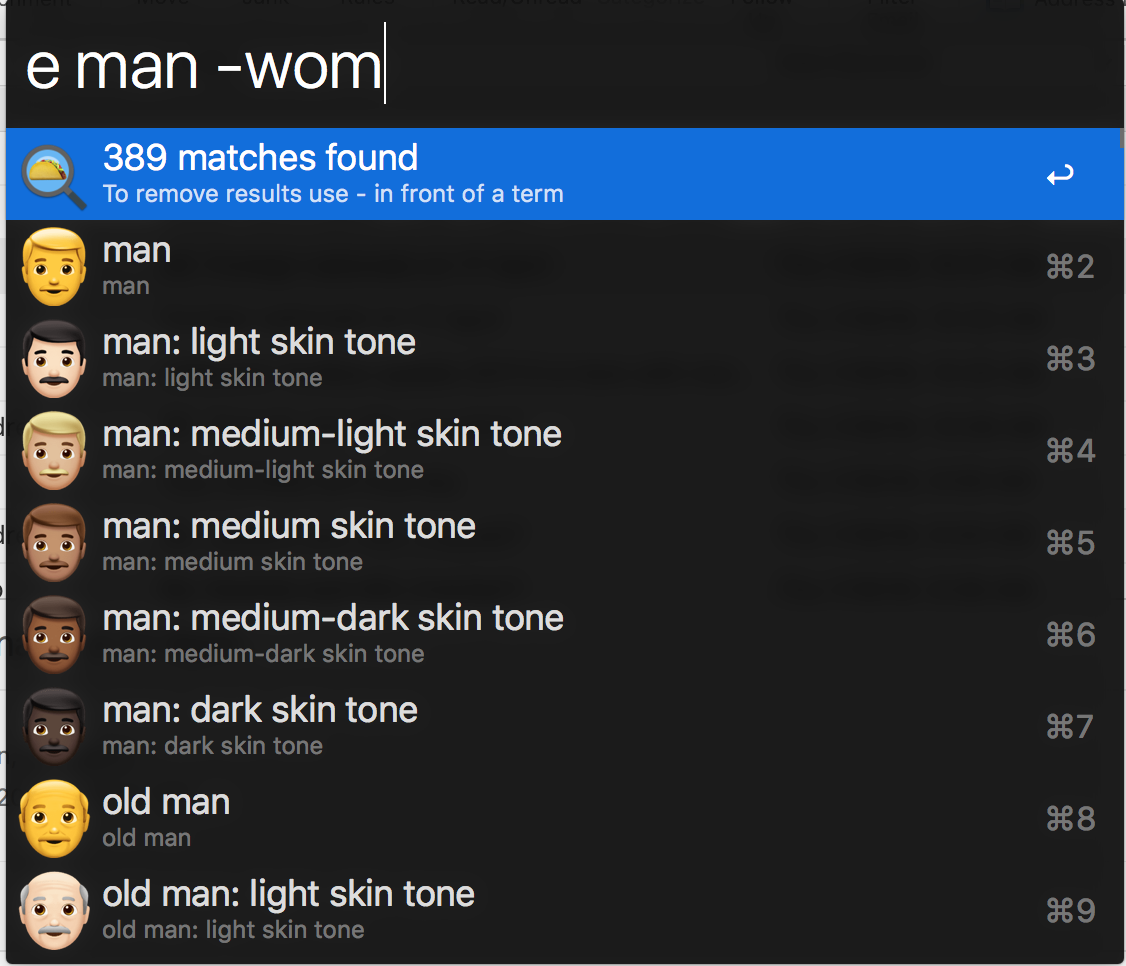 e man -wom
389 matches found
To remove results use - in front of a term
man
man
⌘2
man: light skin tone
man: light skin tone
⌘3
man: medium-light skin tone
man: medium-light skin tone
⌘4
man: medium skin tone
man: medium skin tone
⌘5
man: medium-dark skin tone
man: medium-dark skin tone
⌘6
man: dark skin tone
man: dark skin tone
⌘7
old man
old man
⌘8
old man: light skin tone
old man: light skin tone
⌘9